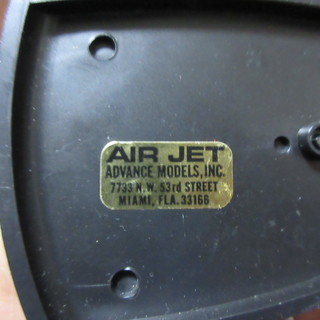 AIR JET
ADVANCE MODELS, INC.
7733 N.W. 53rd STREET
MIAMI, FLA. 33166